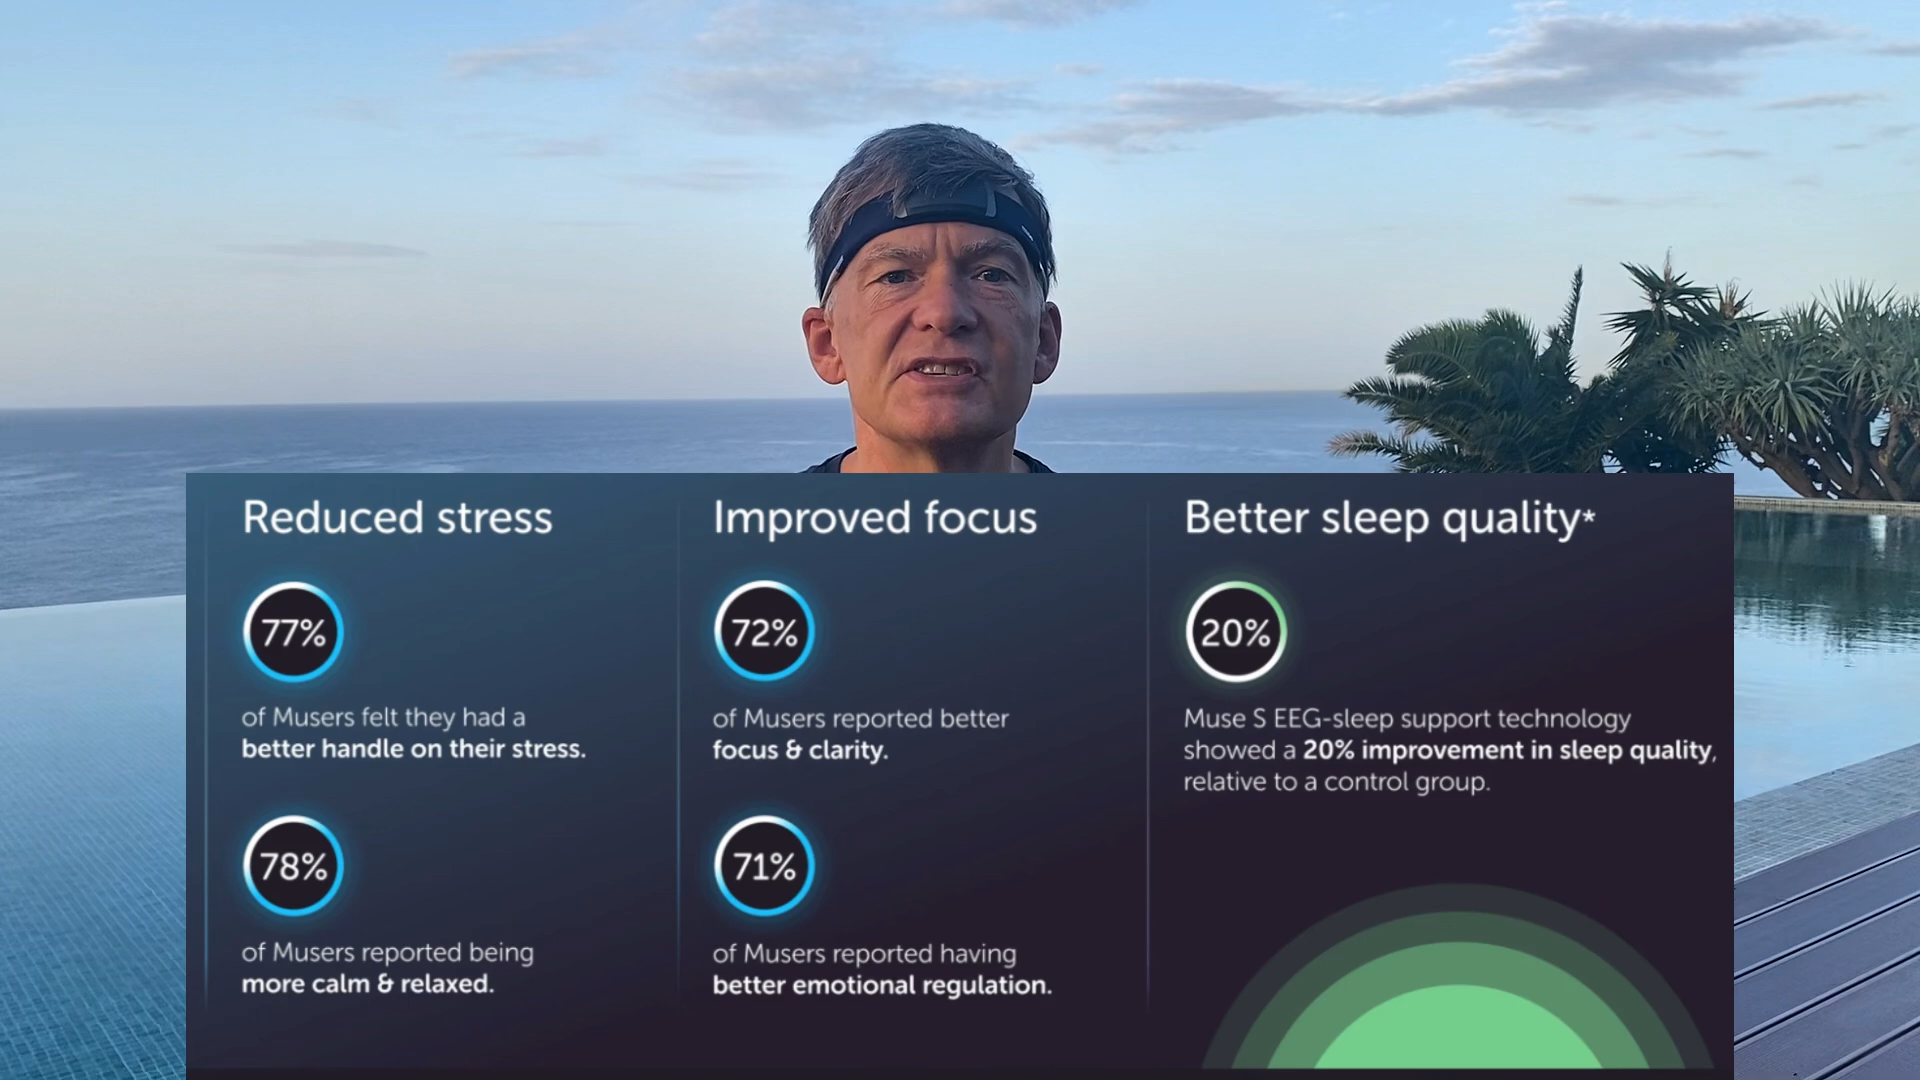 Reduced stress
77%
of Musers felt they had a
better handle on their stress.
78%
of Musers reported being
more calm & relaxed.
Improved focus
72%
of Musers reported better
focus & clarity.
71%
of Musers reported having
better emotional regulation.
Better sleep quality*
20%
Muse S EEG-sleep support technology
showed a 20% improvement in sleep quality,
relative to a control group.